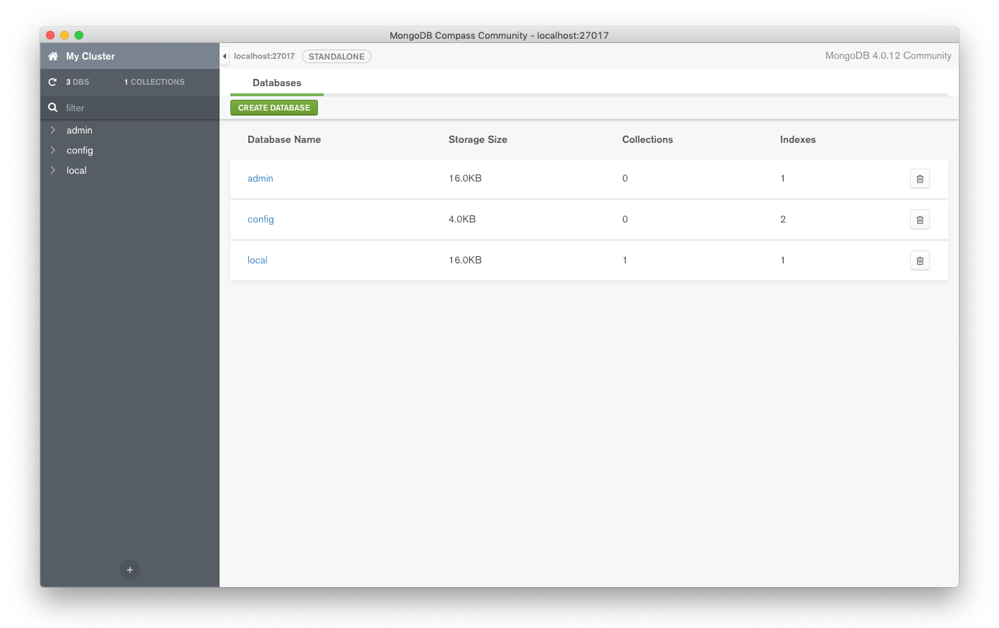 MongoDB Compass Community - localhost:27017
My Cluster
localhost:27017 STANDALONE MongoDB 4.0.12 Community
3 DBS 1 COLLECTIONS
Databases
filter
CREATE DATABASE
admin
config
local
Database Name Storage Size Collections Indexes
admin 16.0KB 0 1
config 4.0KB 0 2
local 16.0KB 1 1